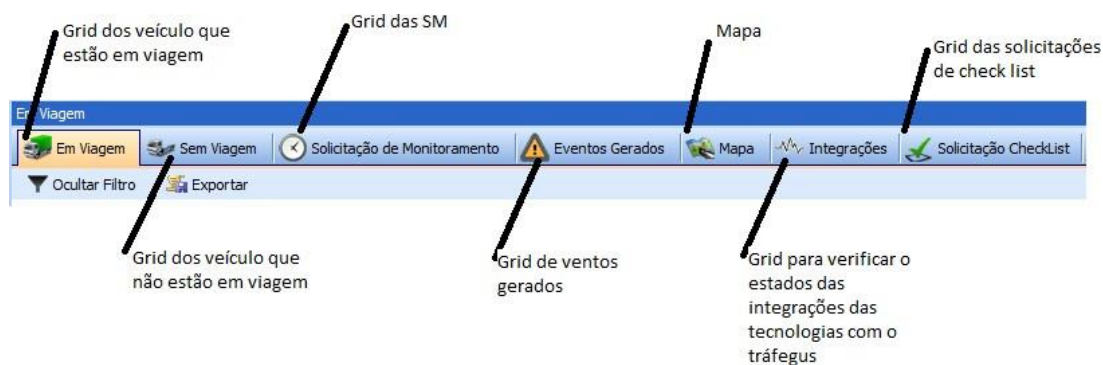 Grid dos veículo que
estão em viagem
Grid das SM
Mapa
Grid das solicitações
de check list
Em Viagem
Em Viagem
Sem Viagem
Solicitação de Monitoramento
Eventos Gerados
Mapa
Integrações
Solicitação CheckList
Ocultar Filtro
Exportar
Grid dos veículo que
não estão em viagem
Grid de ventos
gerados
Grid para verificar o
estados das
integrações das
tecnologias com o
tráfegus